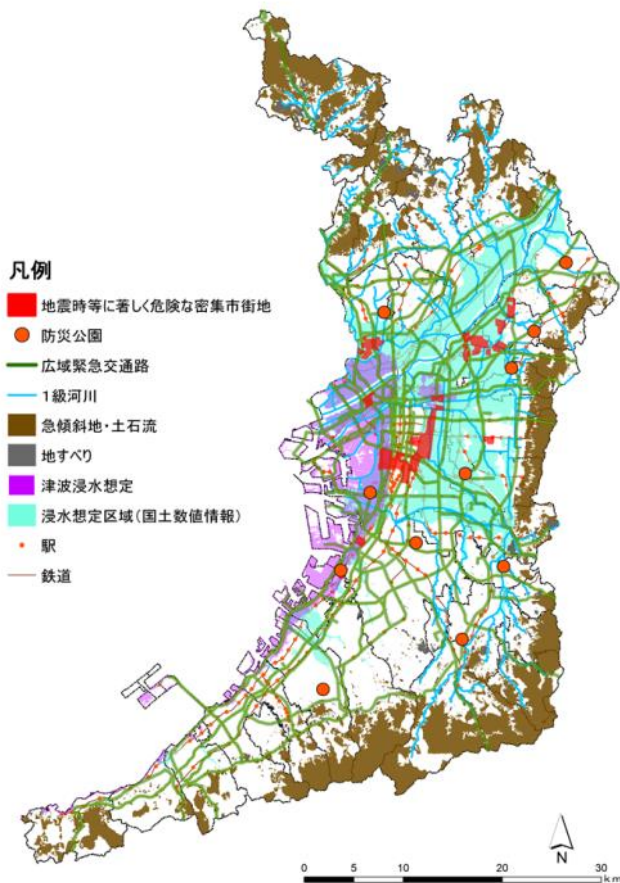 凡例
地震時等に著しく危険な密集市街地
防災公園
広域緊急交通路
1級河川
急傾斜地・土石流
地すべり
津波浸水想定
浸水想定区域(国土数値情報)
駅
鉄道
N
0 5 10 20 30
km